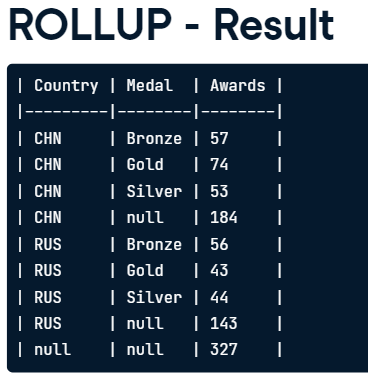 ROLLUP - Result
| Country | Medal  | Awards |
|---------|--------|--------|
| CHN     | Bronze | 57     |
| CHN     | Gold   | 74     |
| CHN     | Silver | 53     |
| CHN     | null   | 184    |
| RUS     | Bronze | 56     |
| RUS     | Gold   | 43     |
| RUS     | Silver | 44     |
| RUS     | null   | 143    |
| null    | null   | 327    |